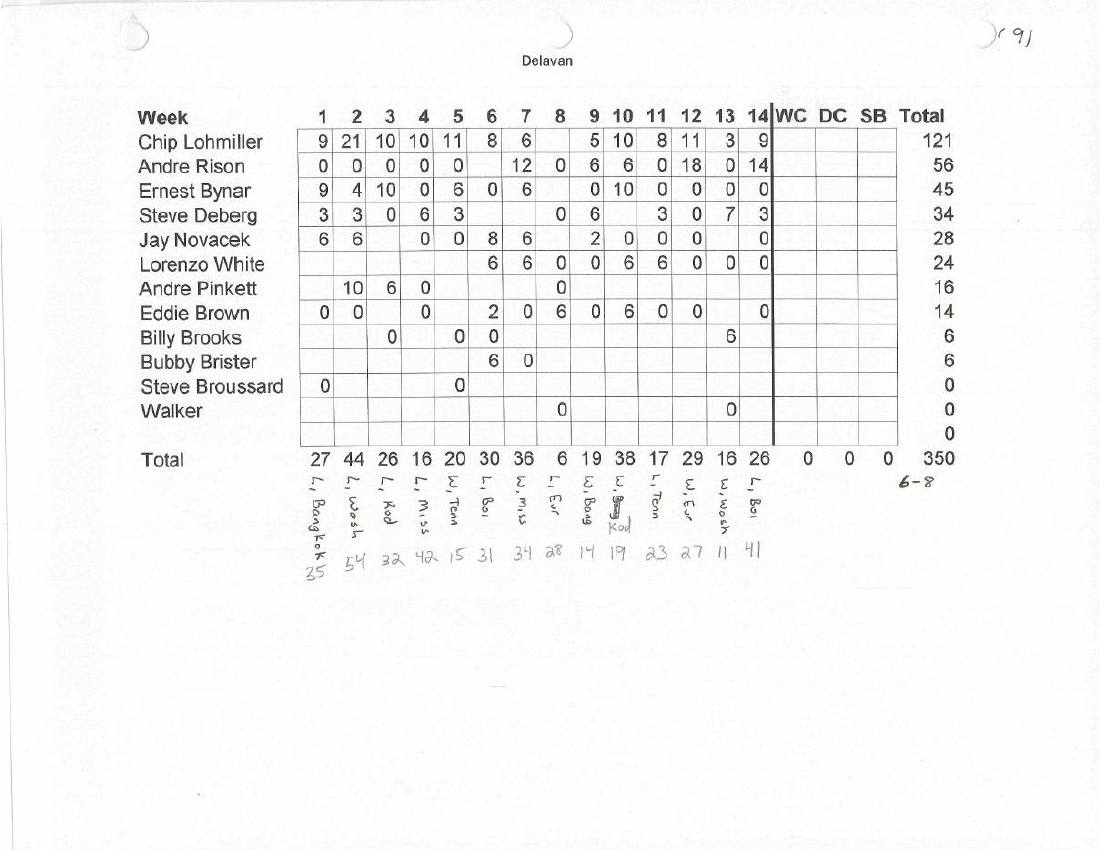 ( 9)
Delavan
Week 1 2 3 4 5 6 7 8 9 10 11 12 13 14 WC DC SB Total
Chip Lohmiller 9 21 10 10 11 8 6 5 10 8 11 3 9 121
Andre Rison 0 0 0 0 0 12 0 6 6 0 18 0 14 56
Ernest Bynar 9 4 10 0 6 0 6 0 10 0 0 0 0 45
Steve Deberg 3 3 0 6 3 0 6 3 0 7 3 34
Jay Novacek 6 6 0 0 8 6 2 0 0 0 0 28
Lorenzo White 6 6 0 0 6 6 0 0 0 24
Andre Pinkett 10 6 0 0 16
Eddie Brown 0 0 0 2 0 6 0 6 0 0 0 14
Billy Brooks 0 0 0 6 6
Bubby Brister 6 0 6
Steve Broussard 0 0 0
Walker 0 0 0
0
Total 27 44 26 16 20 30 36 6 19 38 17 29 16 26 0 0 0 350
L, Bangkok L, Wash L, Kod L, Miss W, Tenn L, Boi W, Miss L, Eur W, Bang W, Kod L, Tenn W, Eur W, Wash L, Boi 6-8
35 54 32 42 15 31 34 28 14 19 23 27 11 41